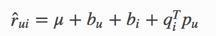 r̂ᵤᵢ = μ + bᵤ + bᵢ + qᵢᵀpᵤ